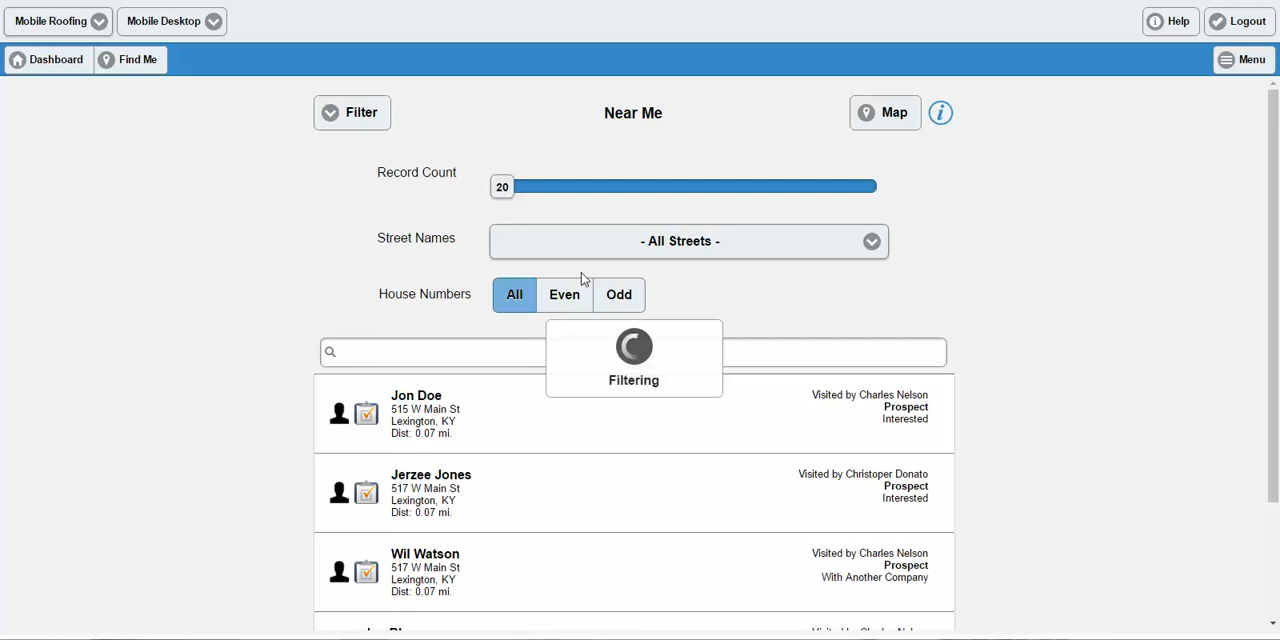 Mobile Roofing Mobile Desktop Help Logout
Dashboard Find Me Menu
Filter Near Me Map i
Record Count 20
Street Names - All Streets -
House Numbers All Even Odd
Filtering
Jon Doe
515 W Main St
Lexington, KY
Dist: 0.07 mi.
Visited by Charles Nelson
Prospect
Interested
Jerzee Jones
517 W Main St
Lexington, KY
Dist: 0.07 mi.
Visited by Christoper Donato
Prospect
Interested
Wil Watson
517 W Main St
Lexington, KY
Dist: 0.07 mi.
Visited by Charles Nelson
Prospect
With Another Company